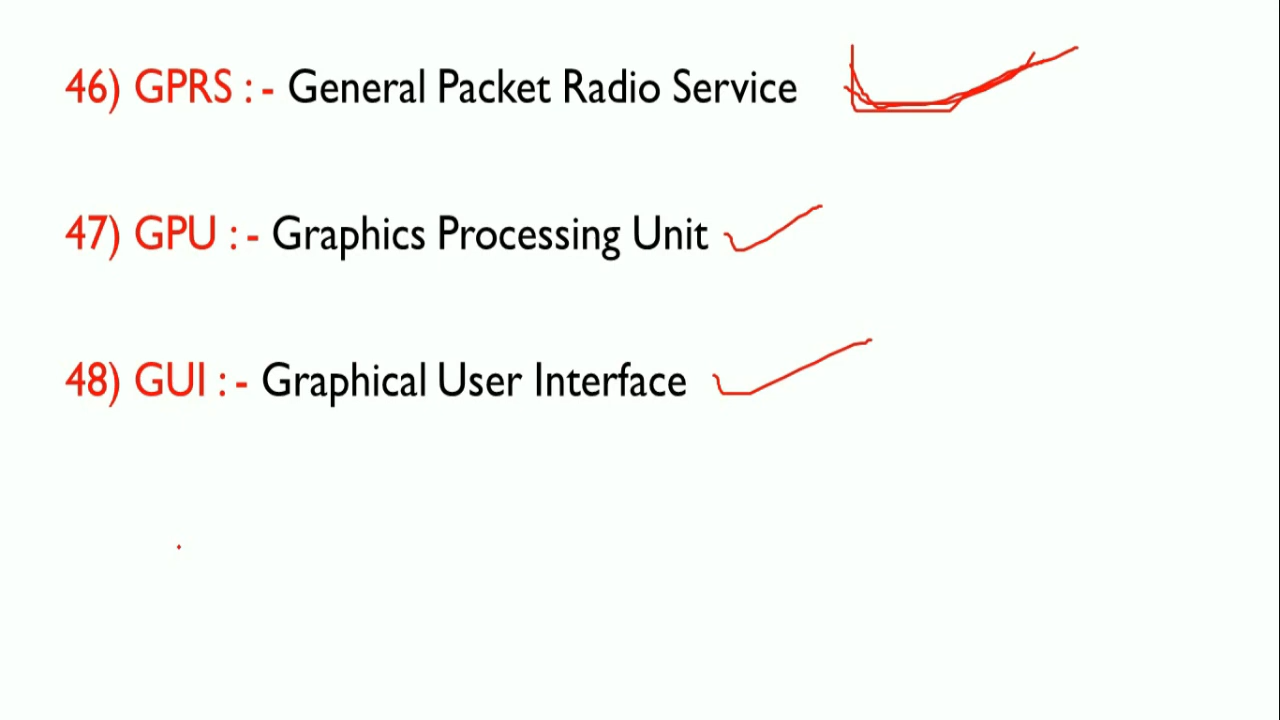 46) GPRS : - General Packet Radio Service
47) GPU : - Graphics Processing Unit
48) GUI : - Graphical User Interface